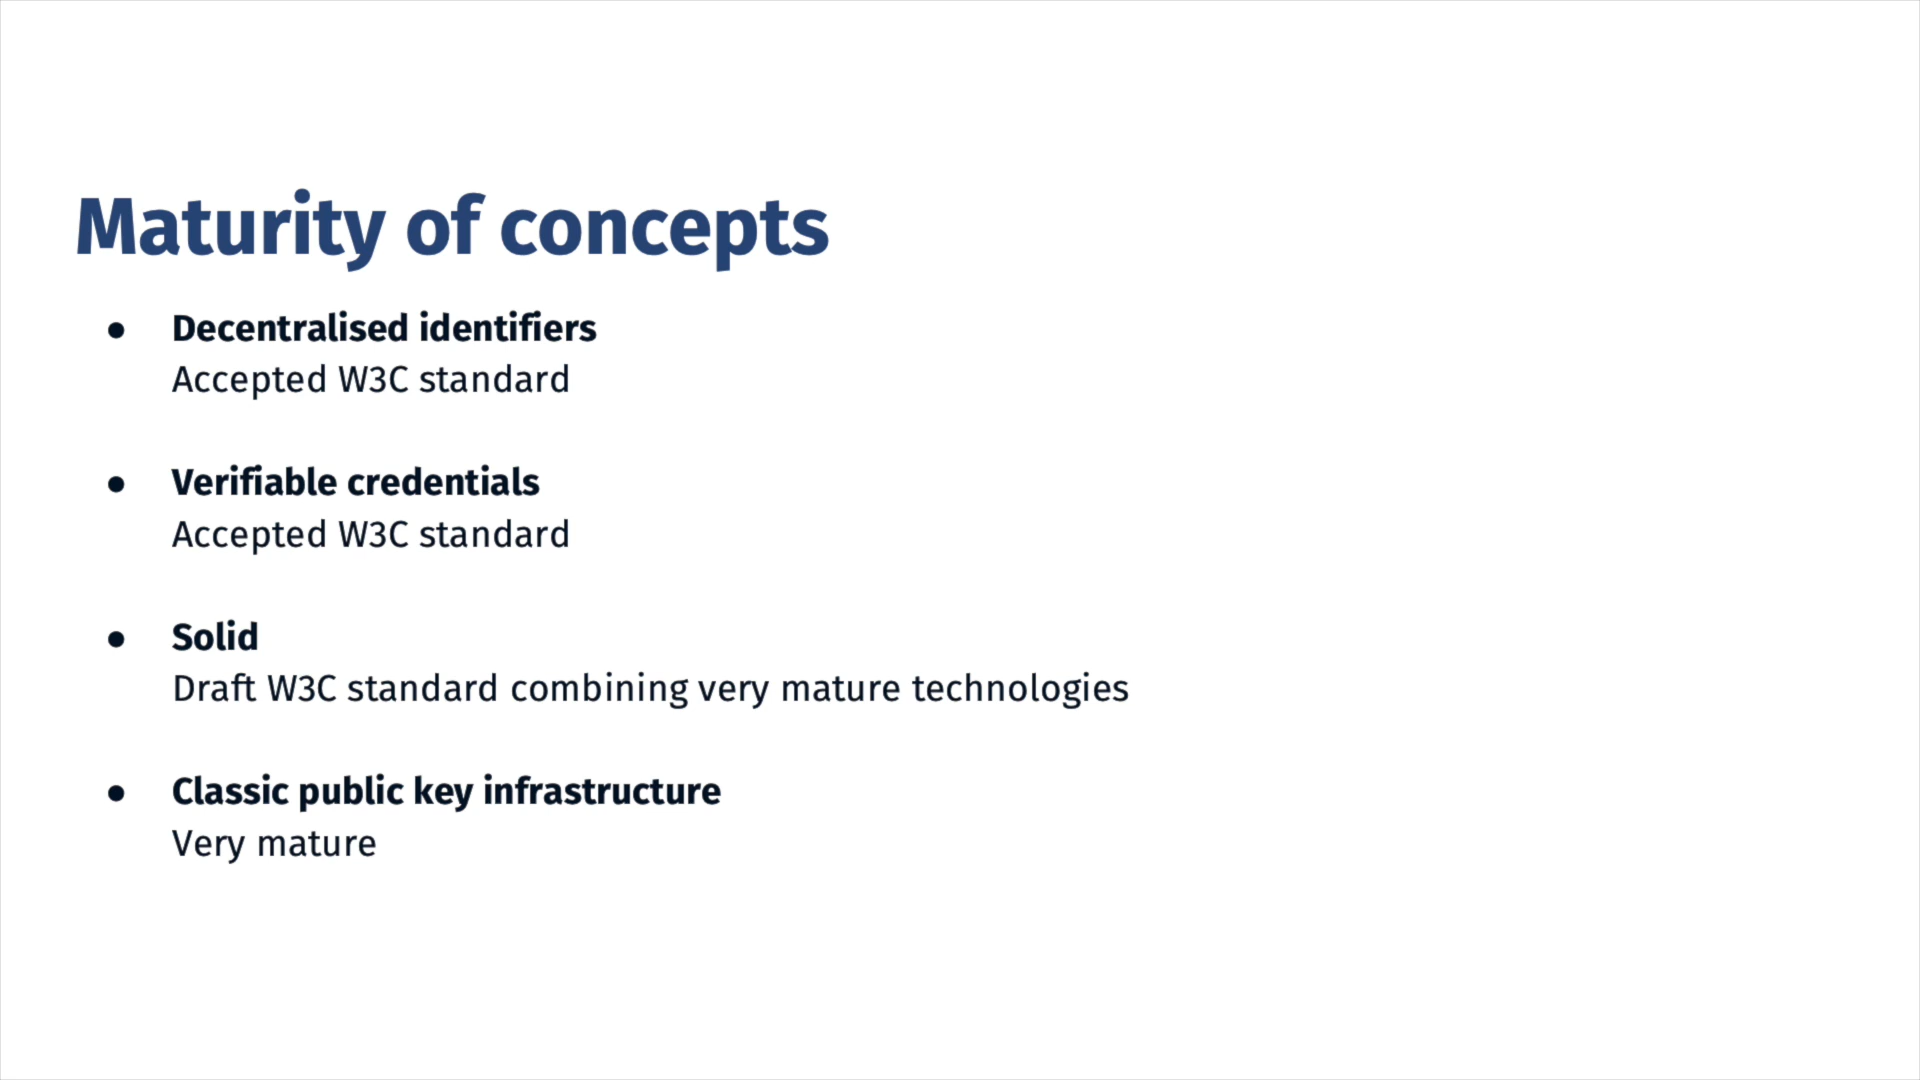 Maturity of concepts
● Decentralised identifiers
Accepted W3C standard
● Verifiable credentials
Accepted W3C standard
● Solid
Draft W3C standard combining very mature technologies
● Classic public key infrastructure
Very mature